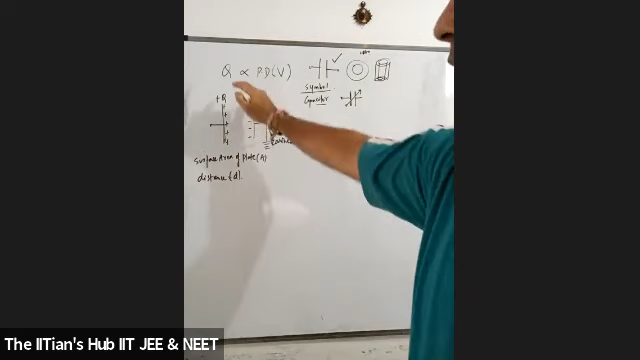 Q ∝ P.D(V)
symbol
Capacitor
+Q
surface Area of Plate(A)
distance(d).
The IITian's Hub IIT JEE & NEET